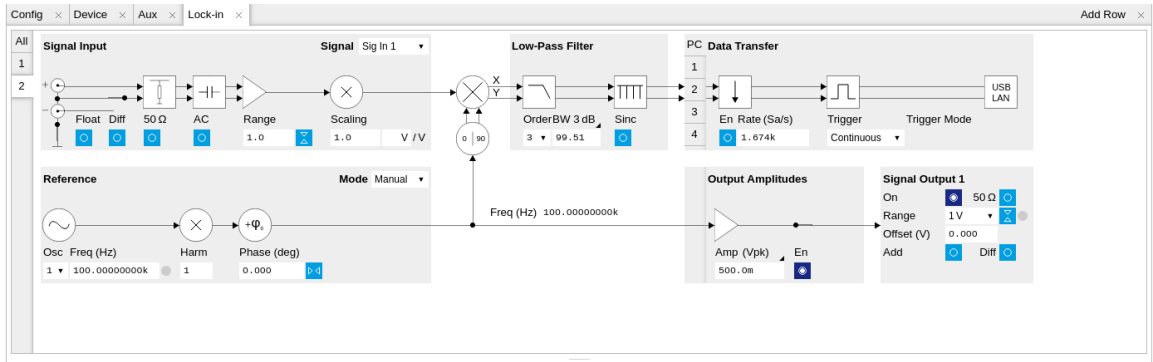 Config × Device × Aux × Lock-in × Add Row ×
All
1
2
Signal Input Signal Sig In 1
+
−
Float Diff 50 Ω AC Range Scaling
1.0 1.0 V / V
X
Y
0 90
Low-Pass Filter
Order BW 3 dB Sinc
3 99.51
PC Data Transfer
1
2
3
4
USB
LAN
En Rate (Sa/s) Trigger Trigger Mode
1.674k Continuous
Reference Mode Manual
+φ₀
Osc Freq (Hz) Harm Phase (deg)
1 100.00000000k 1 0.000
Freq (Hz) 100.00000000k
Output Amplitudes
Amp (Vpk) En
500.0m
Signal Output 1
On 50 Ω
Range 1 V
Offset (V) 0.000
Add Diff